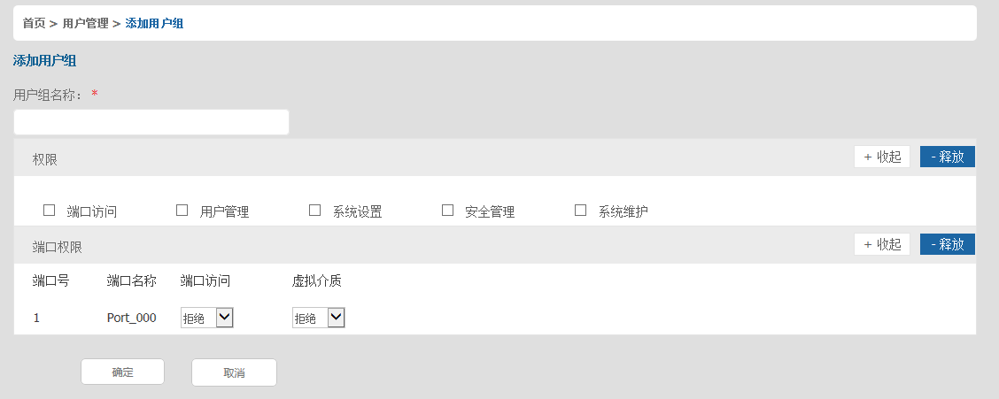 首页 > 用户管理 > 添加用户组
添加用户组
用户组名称： *
权限 + 收起 - 释放
端口访问 用户管理 系统设置 安全管理 系统维护
端口权限 + 收起 - 释放
端口号 端口名称 端口访问 虚拟介质
1 Port_000 拒绝 拒绝
确定 取消